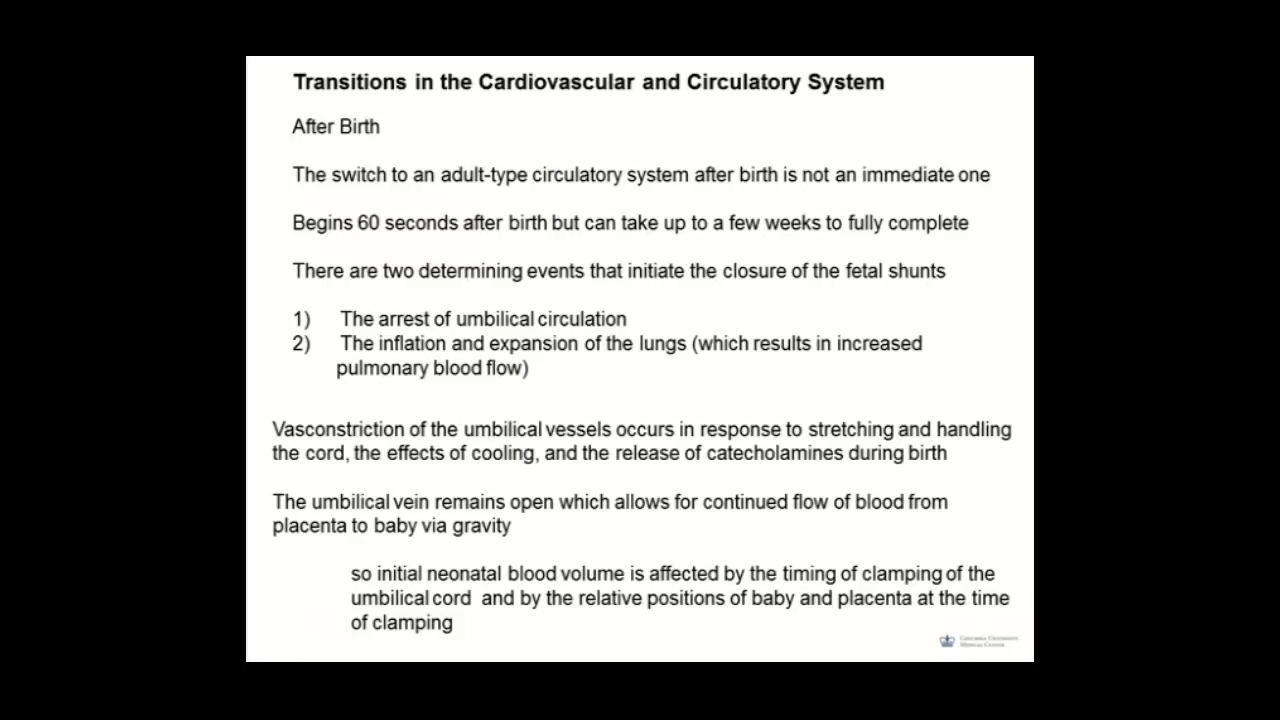 Transitions in the Cardiovascular and Circulatory System
After Birth
The switch to an adult-type circulatory system after birth is not an immediate one
Begins 60 seconds after birth but can take up to a few weeks to fully complete
There are two determining events that initiate the closure of the fetal shunts
1) The arrest of umbilical circulation
2) The inflation and expansion of the lungs (which results in increased
pulmonary blood flow)
Vasconstriction of the umbilical vessels occurs in response to stretching and handling
the cord, the effects of cooling, and the release of catecholamines during birth
The umbilical vein remains open which allows for continued flow of blood from
placenta to baby via gravity
so initial neonatal blood volume is affected by the timing of clamping of the
umbilical cord and by the relative positions of baby and placenta at the time
of clamping
Columbia University
Medical Center